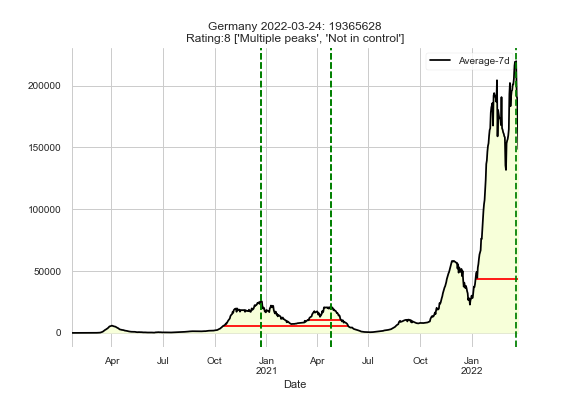 Germany 2022-03-24: 19365628
Rating:8 ['Multiple peaks', 'Not in control']
Average-7d
200000
150000
100000
50000
0
Apr
Jul
Oct
Jan
2021
Apr
Jul
Oct
Jan
2022
Date